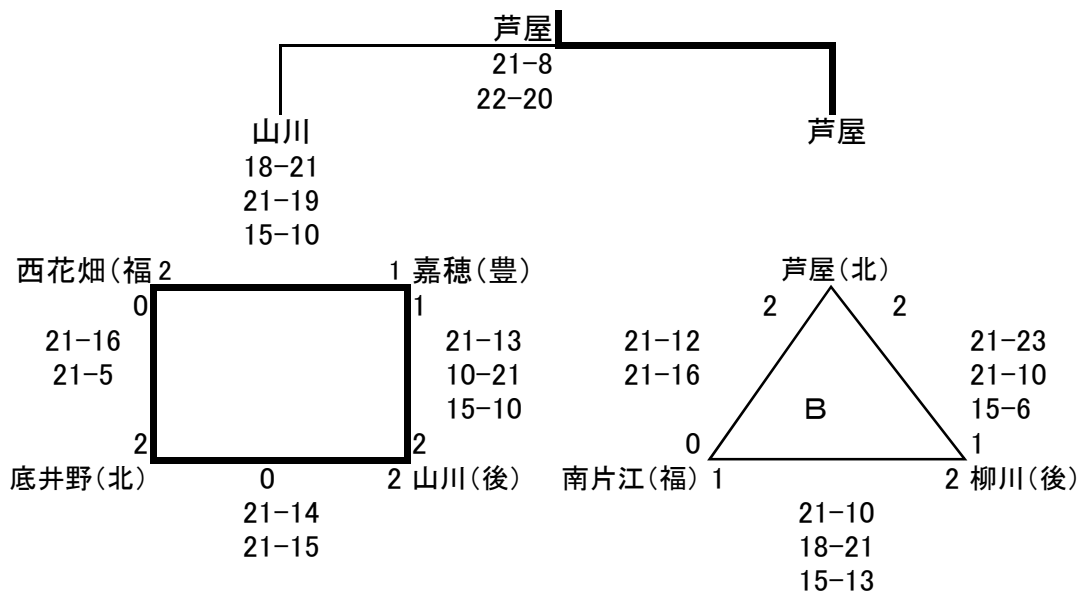 芦屋
21-8
22-20
山川
芦屋
18-21
21-19
15-10
西花畑(福 2
1 嘉穂(豊)
0
1
21-16
21-5
21-13
10-21
15-10
2
2
底井野(北)
0
2 山川(後)
21-14
21-15
芦屋(北)
2
2
21-12
21-16
21-23
21-10
15-6
B
0
1
南片江(福) 1
2 柳川(後)
21-10
18-21
15-13